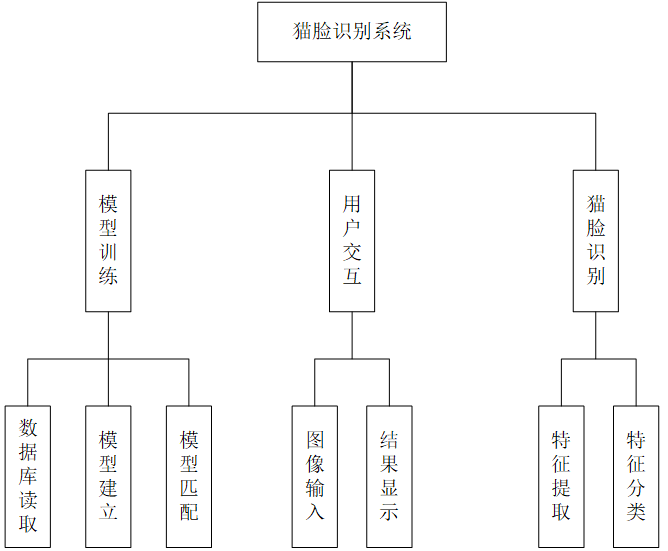 猫脸识别系统
模型训练
用户交互
猫脸识别
数据库读取
模型建立
模型匹配
图像输入
结果显示
特征提取
特征分类